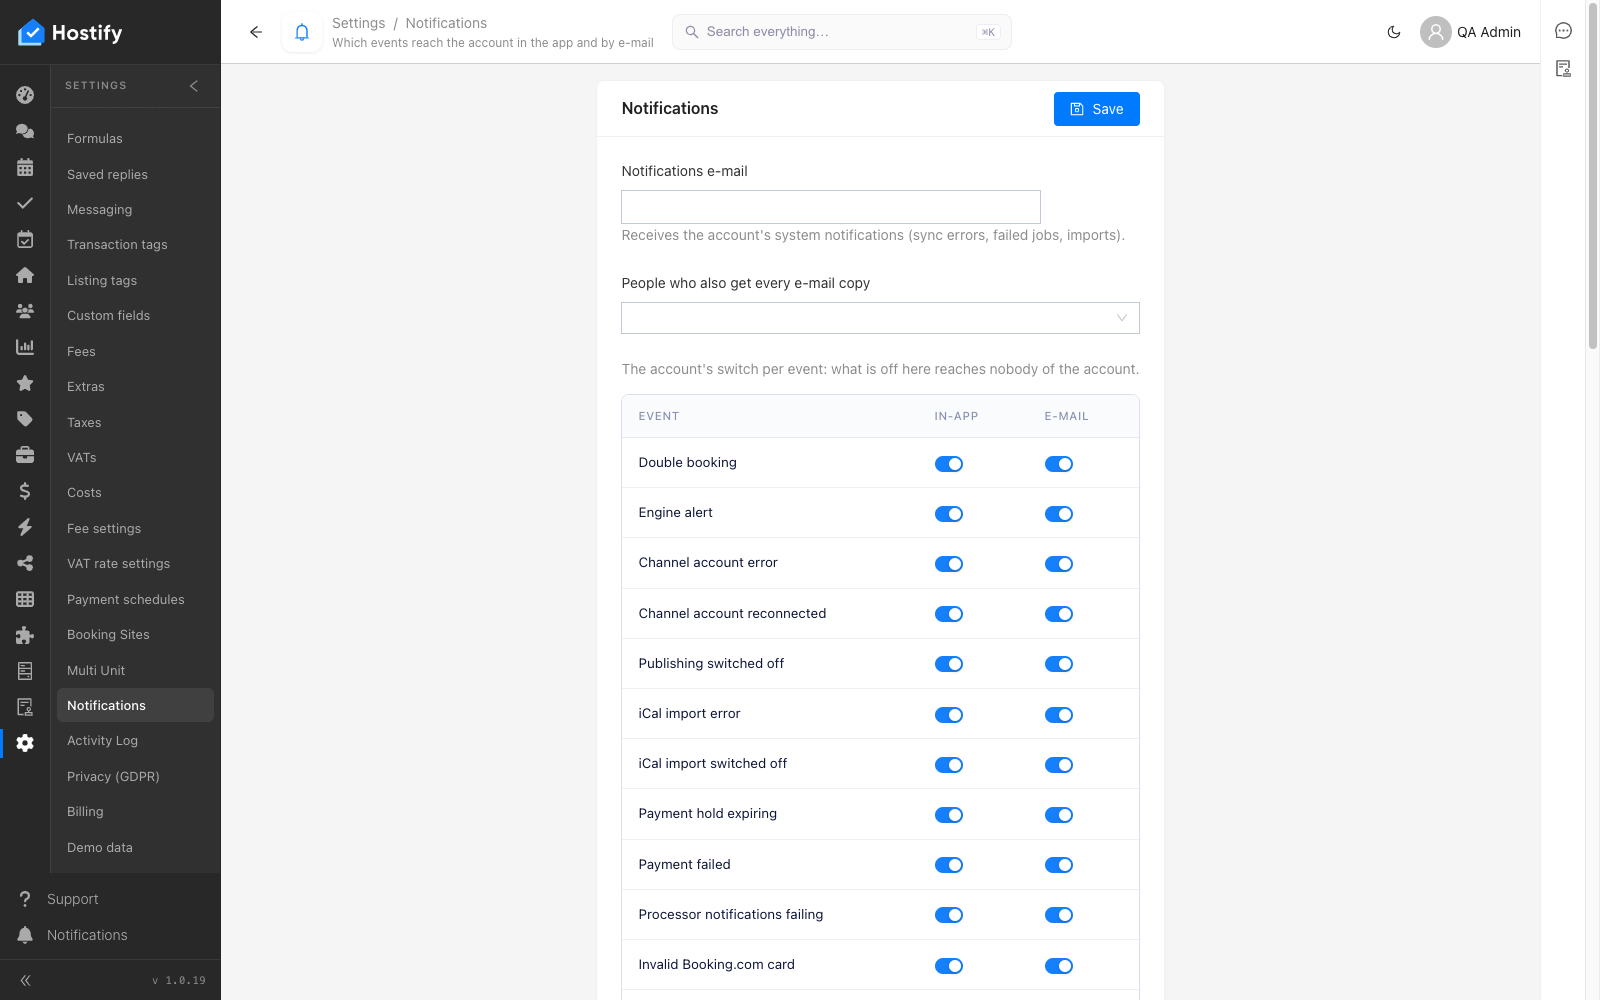 Hostify
SETTINGS
Formulas
Saved replies
Messaging
Transaction tags
Listing tags
Custom fields
Fees
Extras
Taxes
VATs
Costs
Fee settings
VAT rate settings
Payment schedules
Booking Sites
Multi Unit
Notifications
Activity Log
Privacy (GDPR)
Billing
Demo data
Support
Notifications
v 1.0.19
Settings / Notifications
Which events reach the account in the app and by e-mail
Search everything... ⌘K
QA Admin
Notifications
Save
Notifications e-mail
Receives the account's system notifications (sync errors, failed jobs, imports).
People who also get every e-mail copy
The account's switch per event: what is off here reaches nobody of the account.
EVENT IN-APP E-MAIL
Double booking
Engine alert
Channel account error
Channel account reconnected
Publishing switched off
iCal import error
iCal import switched off
Payment hold expiring
Payment failed
Processor notifications failing
Invalid Booking.com card